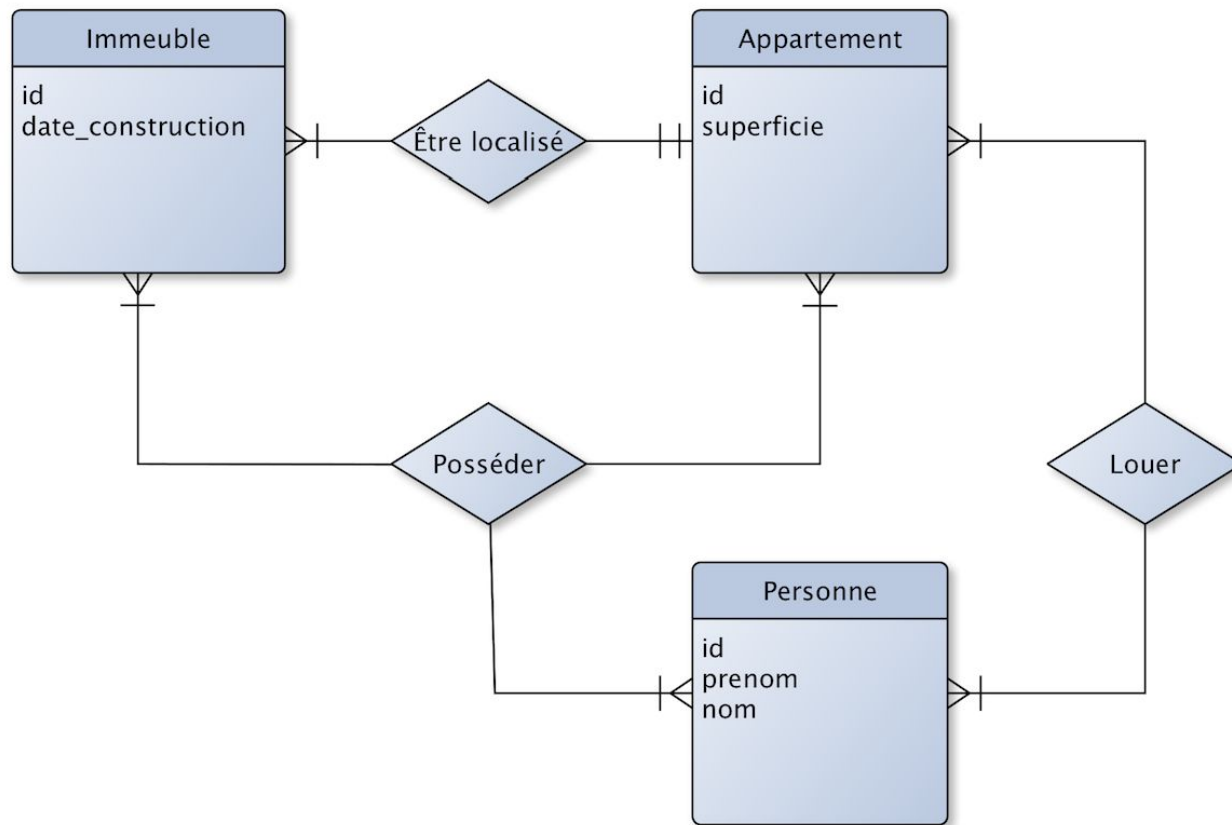 Immeuble
id
date_construction
Être localisé
Appartement
id
superficie
Posséder
Louer
Personne
id
prenom
nom